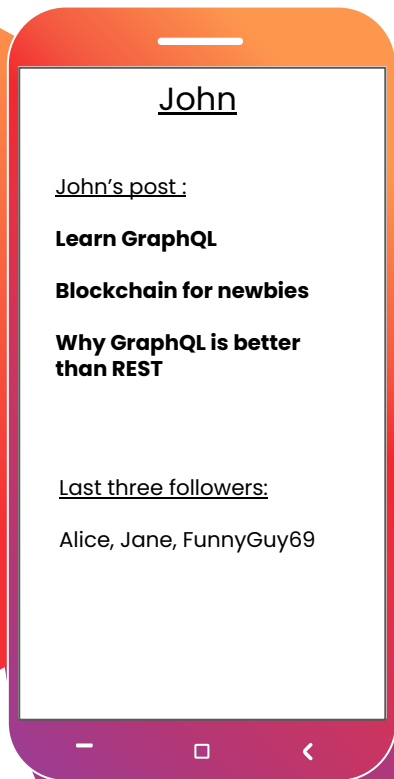 John
John’s post :
Learn GraphQL
Blockchain for newbies
Why GraphQL is better
than REST
Last three followers:
Alice, Jane, FunnyGuy69